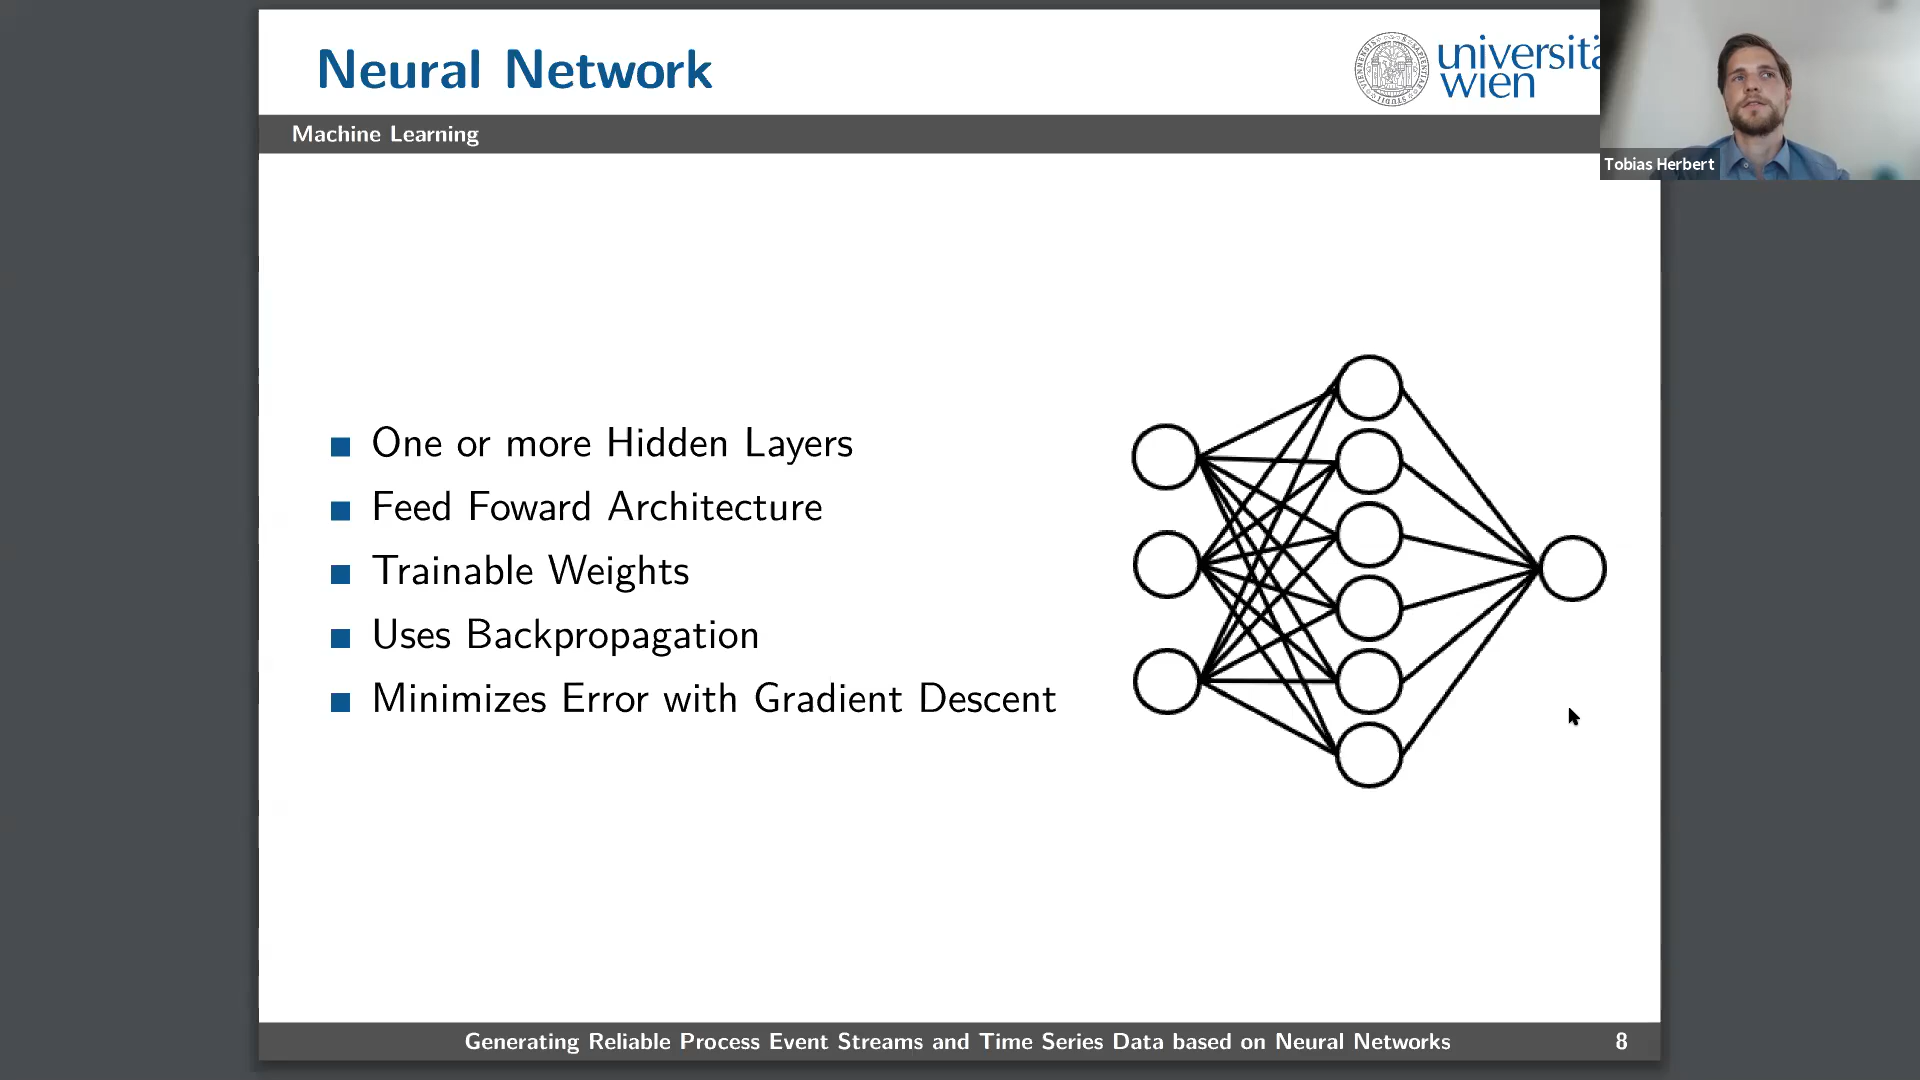 Neural Network
universitä
wien
Machine Learning
Tobias Herbert
One or more Hidden Layers
Feed Foward Architecture
Trainable Weights
Uses Backpropagation
Minimizes Error with Gradient Descent
Generating Reliable Process Event Streams and Time Series Data based on Neural Networks 8